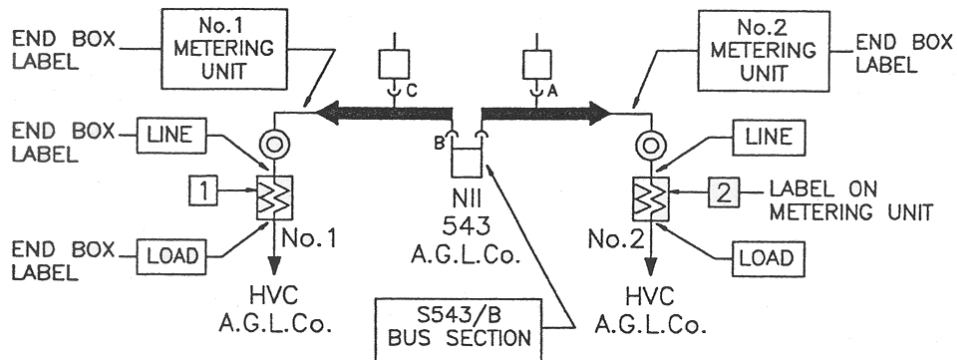 END BOX
LABEL
No.1
METERING
UNIT
No.2
METERING
UNIT
END BOX
LABEL
C
A
END BOX
LABEL
LINE
B
LINE
1
NII
543
A.G.L.Co.
2
LABEL ON
METERING UNIT
END BOX
LABEL
LOAD
No.1
No.2
LOAD
HVC
A.G.L.Co.
S543/B
BUS SECTION
HVC
A.G.L.Co.